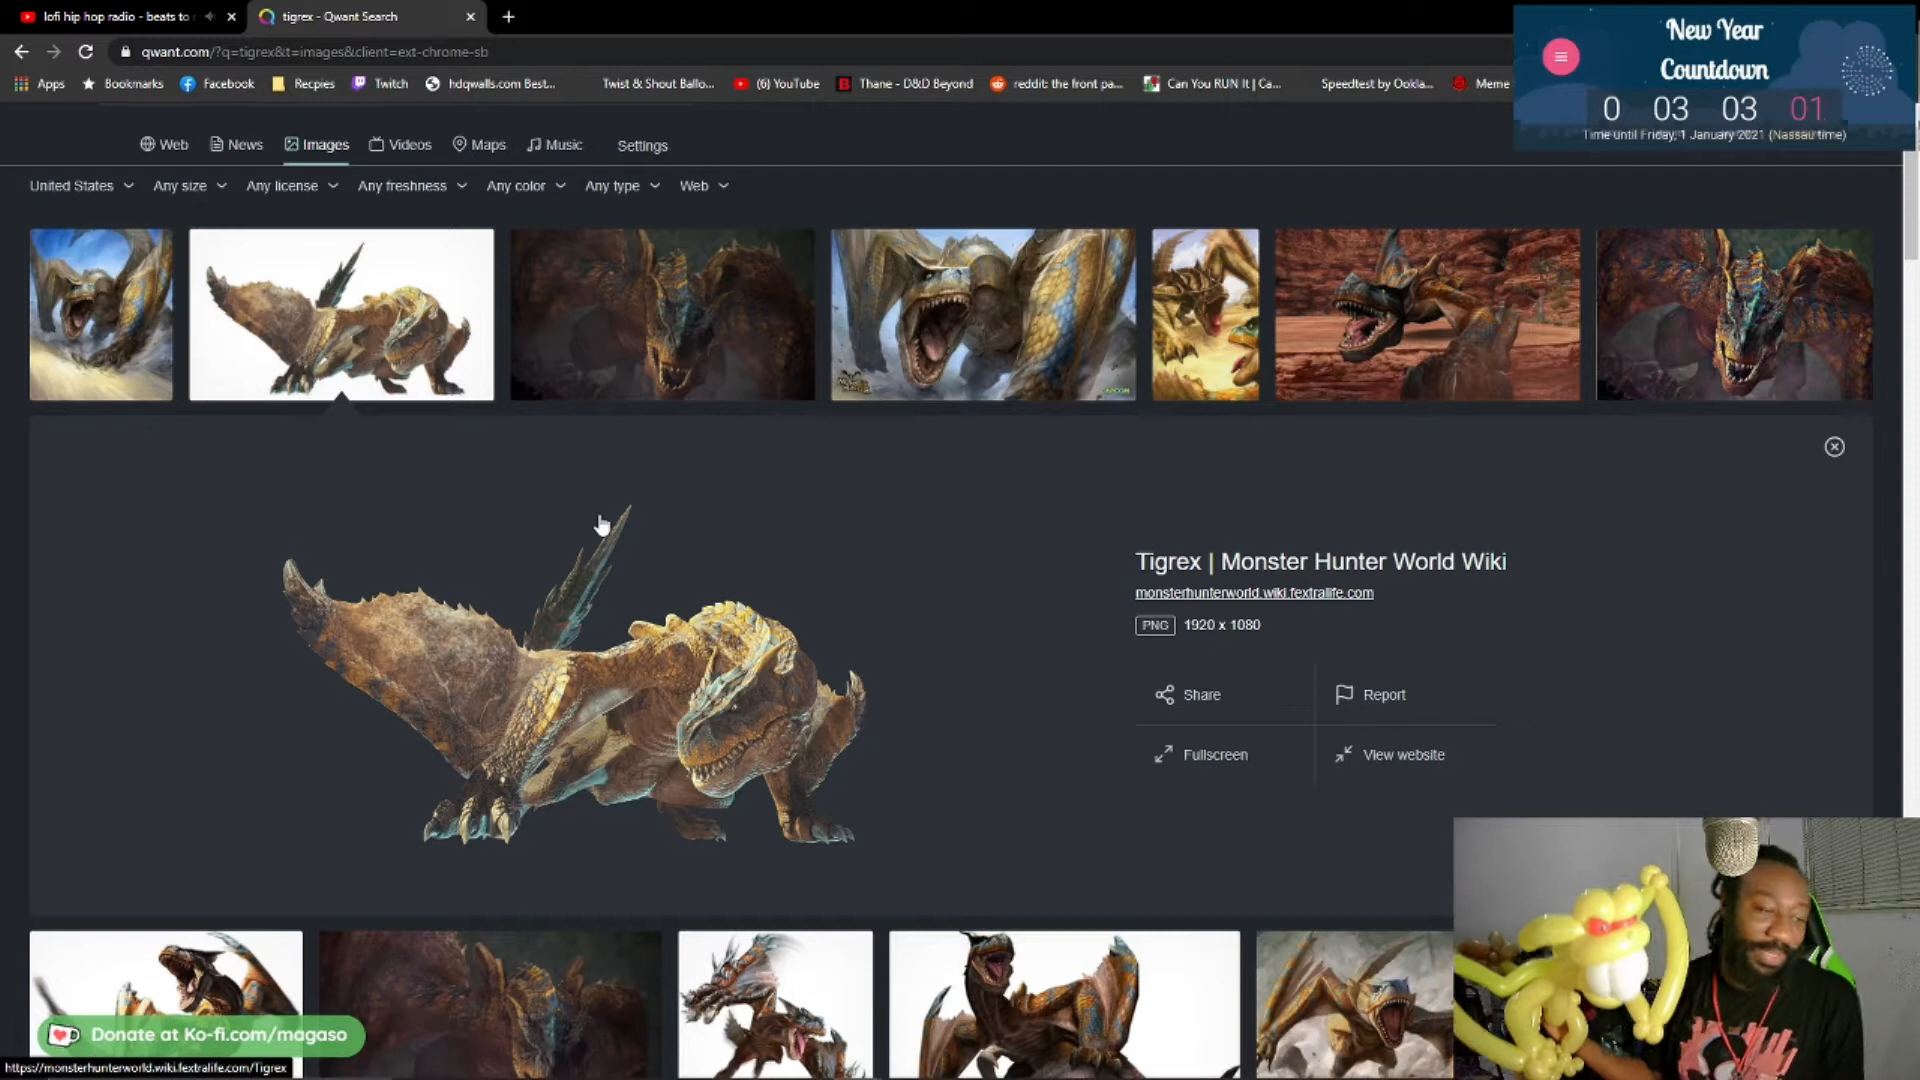 lofi hip hop radio - beats to
tigrex - Qwant Search
qwant.com/?q=tigrex&t=images&client=ext-chrome-sb
Apps Bookmarks Facebook Recpies Twitch hdqwalls.com Best... Twist & Shout Ballo... (6) YouTube Thane - D&D Beyond reddit: the front pa... Can You RUN It | Ca... Speedtest by Ookla... Meme
New Year
Countdown
0 03 03 01
Time until Friday, 1 January 2021 (Nassau time)
Web News Images Videos Maps Music Settings
United States Any size Any license Any freshness Any color Any type Web
CAPCOM
Tigrex | Monster Hunter World Wiki
monsterhunterworld.wiki.fextralife.com
PNG 1920 x 1080
Share Report
Fullscreen View website
Donate at Ko-fi.com/magaso
https://monsterhunterworld.wiki.fextralife.com/Tigrex